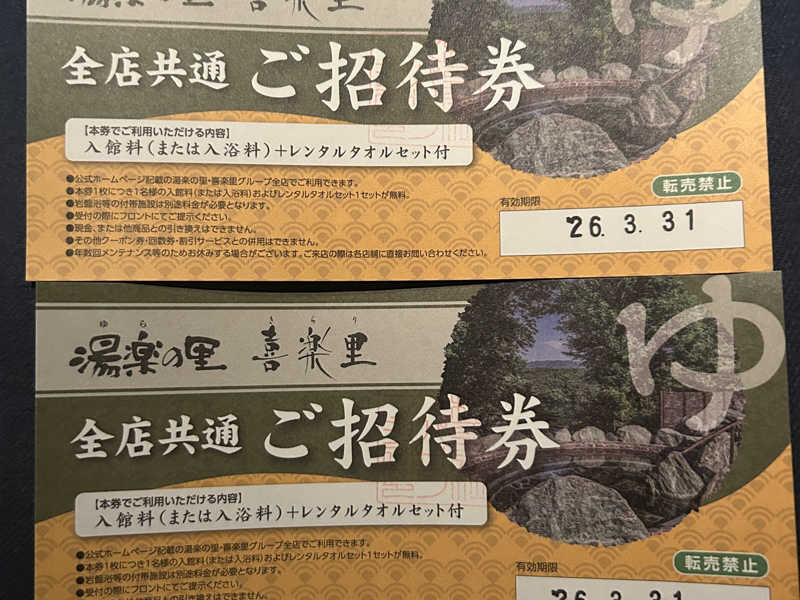 湯楽の里 喜楽里
ゆ
全店共通 ご招待券
【本券でご利用いただける内容】
入館料(または入浴料)+レンタルタオルセット付
●公式ホームページ記載の湯楽の里・喜楽里グループ全店でご利用できます。
●本券1枚につき1名様の入館料(または入浴料)およびレンタルタオルセット1セットが無料。
●岩盤浴等の付帯施設は別途料金が必要となります。
●受付の際にフロントにてご提示ください。
●現金、または他商品との引き換えはできません。
●その他クーポン券・回数券・割引サービスとの併用はできません。
●年数回メンテナンス等のためお休みする場合がございます。ご来店の際は各店舗に直接お問い合わせください。
転売禁止
有効期限
'26. 3. 31
ゆら きらり
湯楽の里 喜楽里
ゆ
全店共通 ご招待券
【本券でご利用いただける内容】
入館料(または入浴料)+レンタルタオルセット付
●公式ホームページ記載の湯楽の里・喜楽里グループ全店でご利用できます。
●本券1枚につき1名様の入館料(または入浴料)およびレンタルタオルセット1セットが無料。
●岩盤浴等の付帯施設は別途料金が必要となります。
●受付の際にフロントにてご提示ください。
転売禁止
有効期限
'26. 3. 31